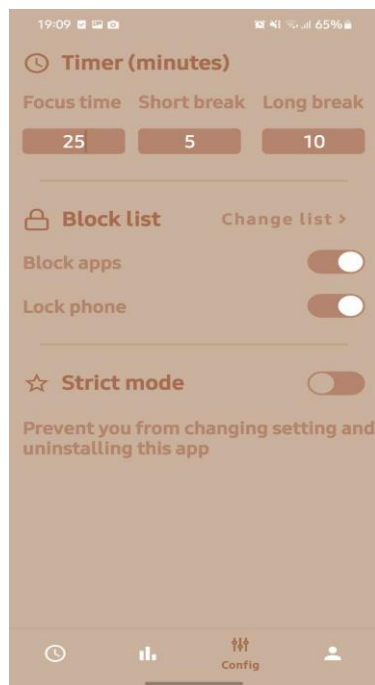 19:09 65%
Timer (minutes)
Focus time Short break Long break
25 5 10
Block list Change list >
Block apps
Lock phone
Strict mode
Prevent you from changing setting and
uninstalling this app
Config